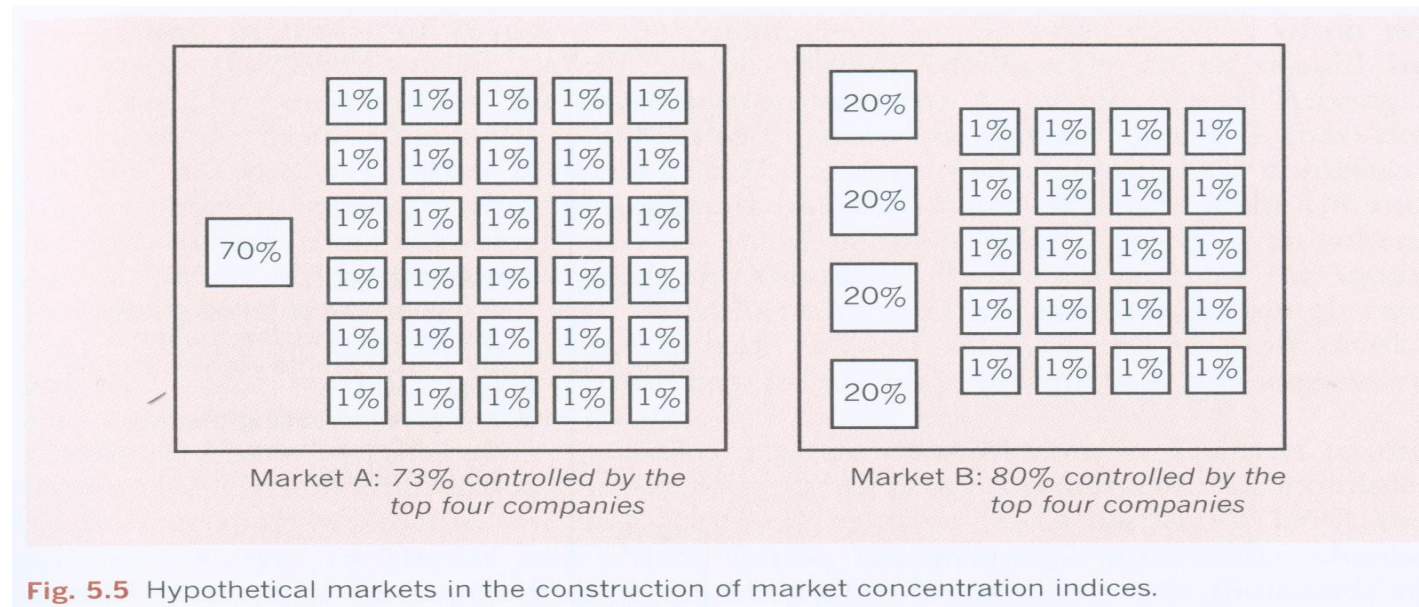 1% 1% 1% 1% 1%
1% 1% 1% 1% 1%
1% 1% 1% 1% 1%
70%
1% 1% 1% 1% 1%
1% 1% 1% 1% 1%
1% 1% 1% 1% 1%
Market A: 73% controlled by the
top four companies
20%
20%
20%
20%
1% 1% 1% 1%
1% 1% 1% 1%
1% 1% 1% 1%
1% 1% 1% 1%
1% 1% 1% 1%
Market B: 80% controlled by the
top four companies
Fig. 5.5 Hypothetical markets in the construction of market concentration indices.